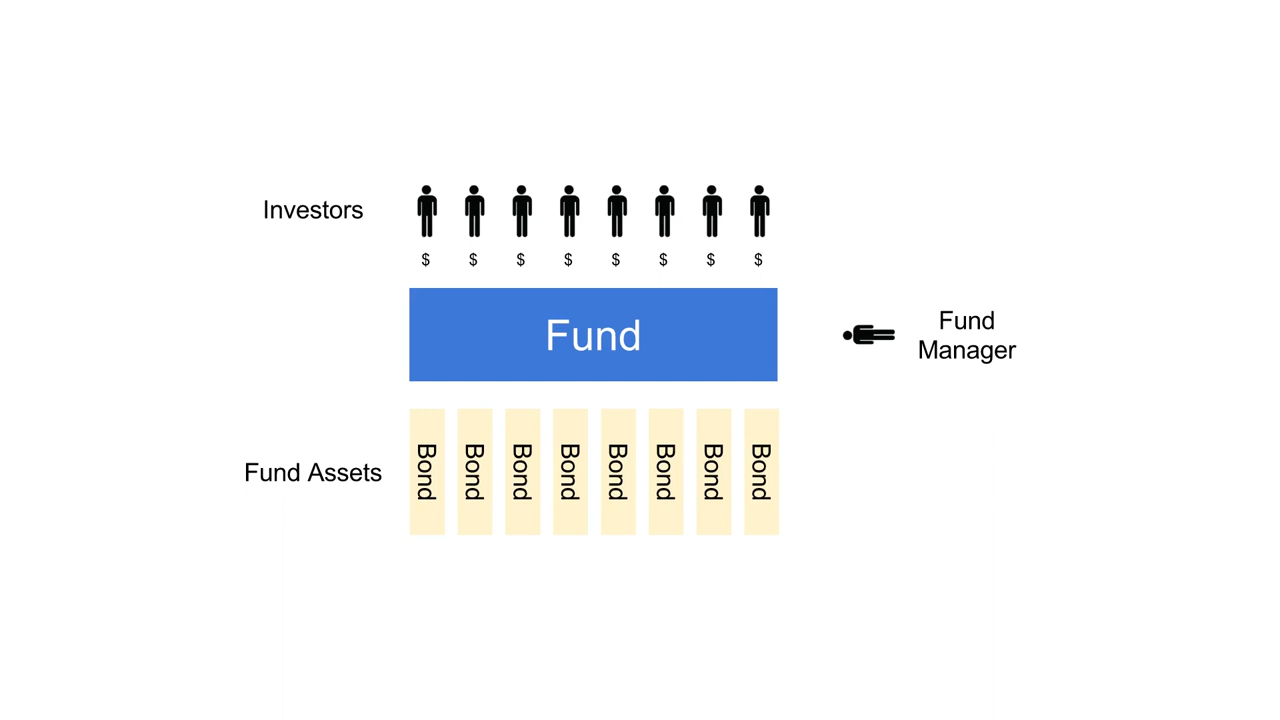 Investors
$ $ $ $ $ $ $ $
Fund
Fund
Manager
Fund Assets
Bond
Bond
Bond
Bond
Bond
Bond
Bond
Bond